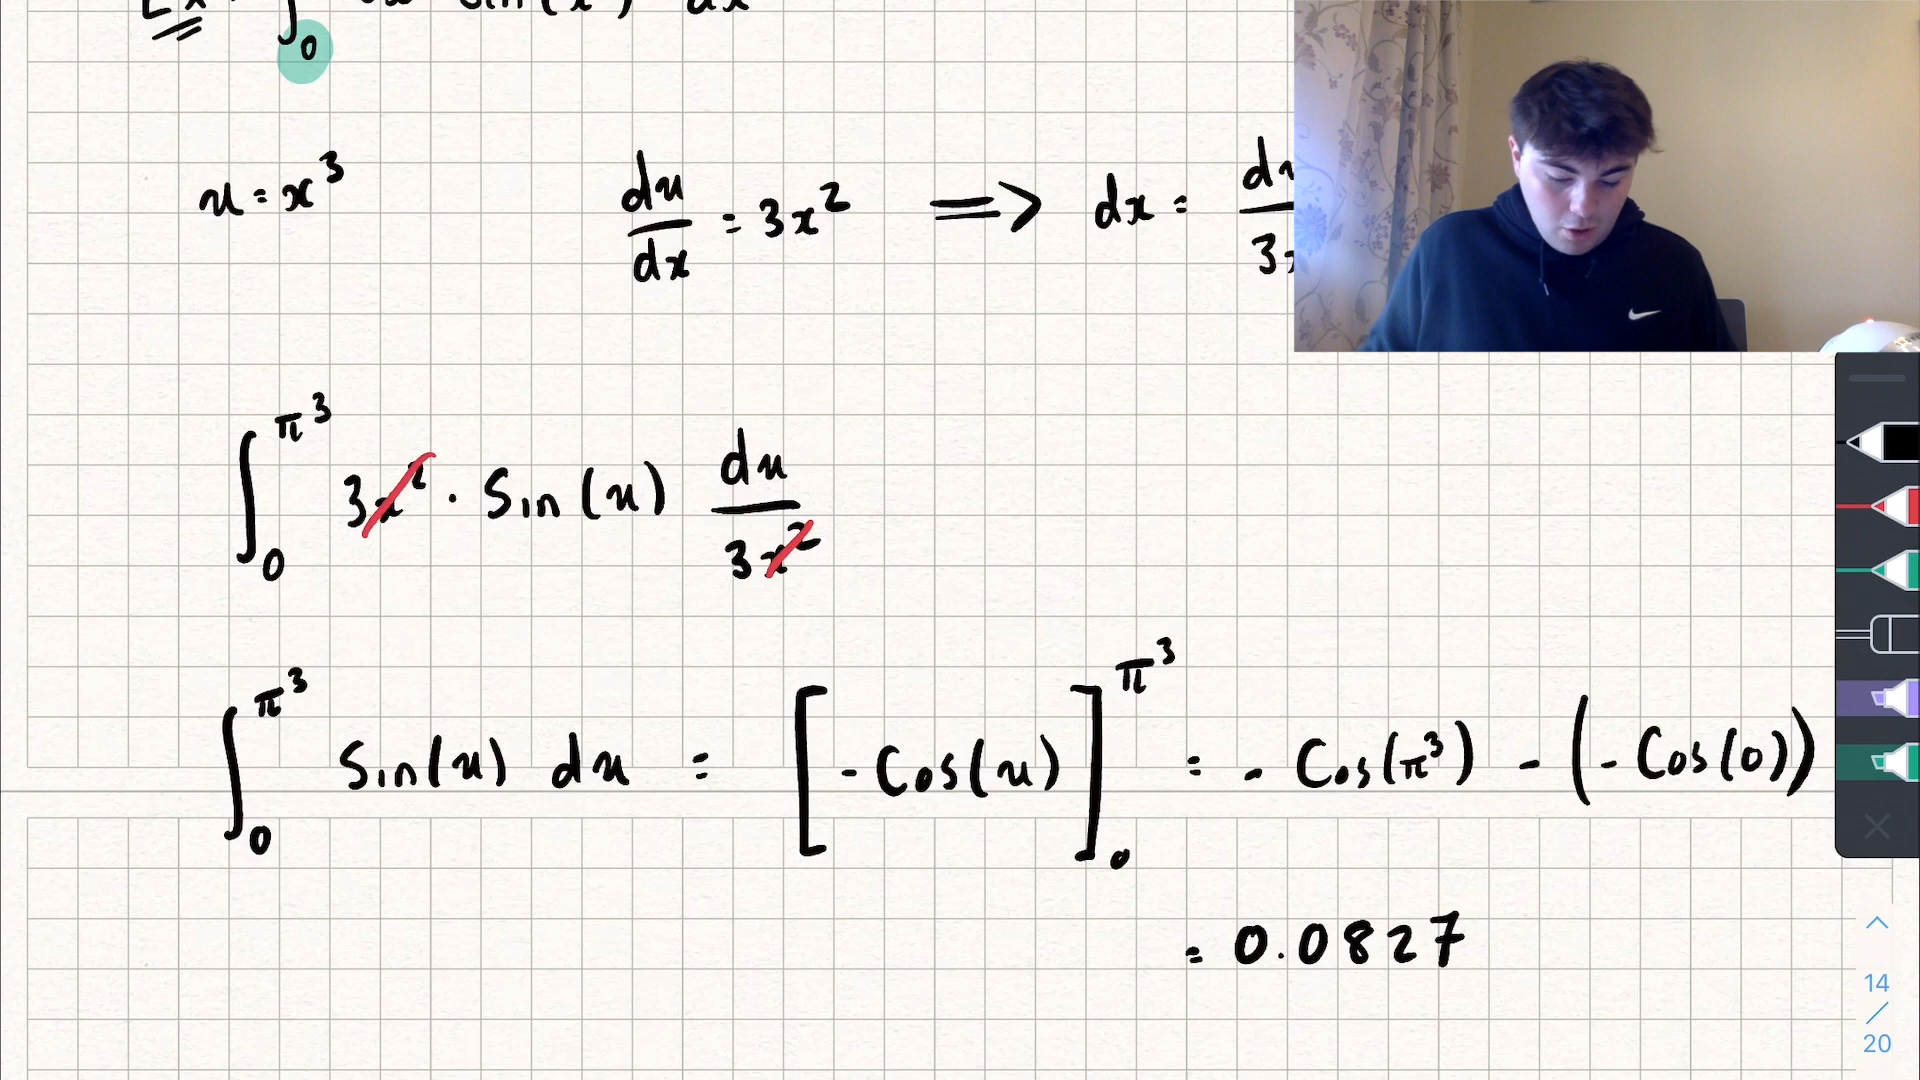 0
u = x³ du/dx = 3x² => dx =
∫₀^π³ 3x² · Sin(u) du/3x²
∫₀^π³ Sin(u) du = [-Cos(u)]₀^π³ = - Cos(π³) - (- Cos(0))
= 0.0827
14
/
20